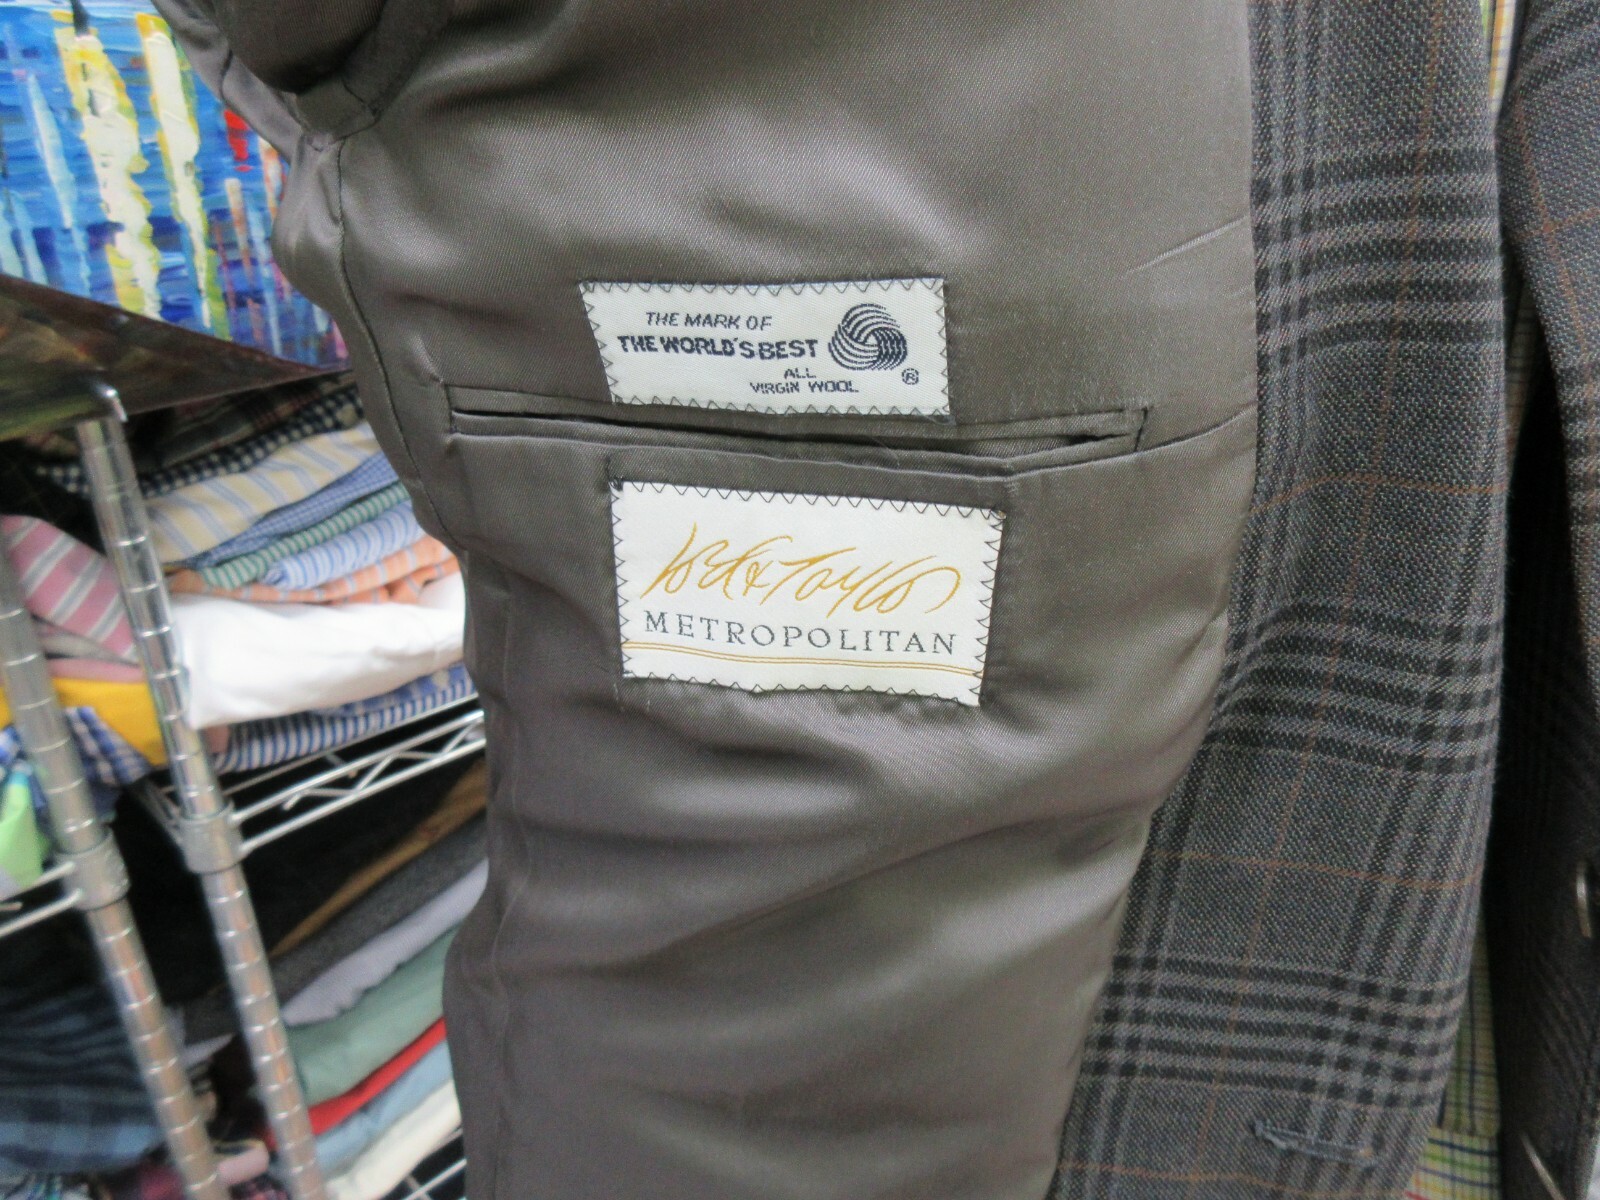 THE MARK OF
THE WORLD'S BEST
ALL
VIRGIN WOOL
®
Lord & Taylor
METROPOLITAN